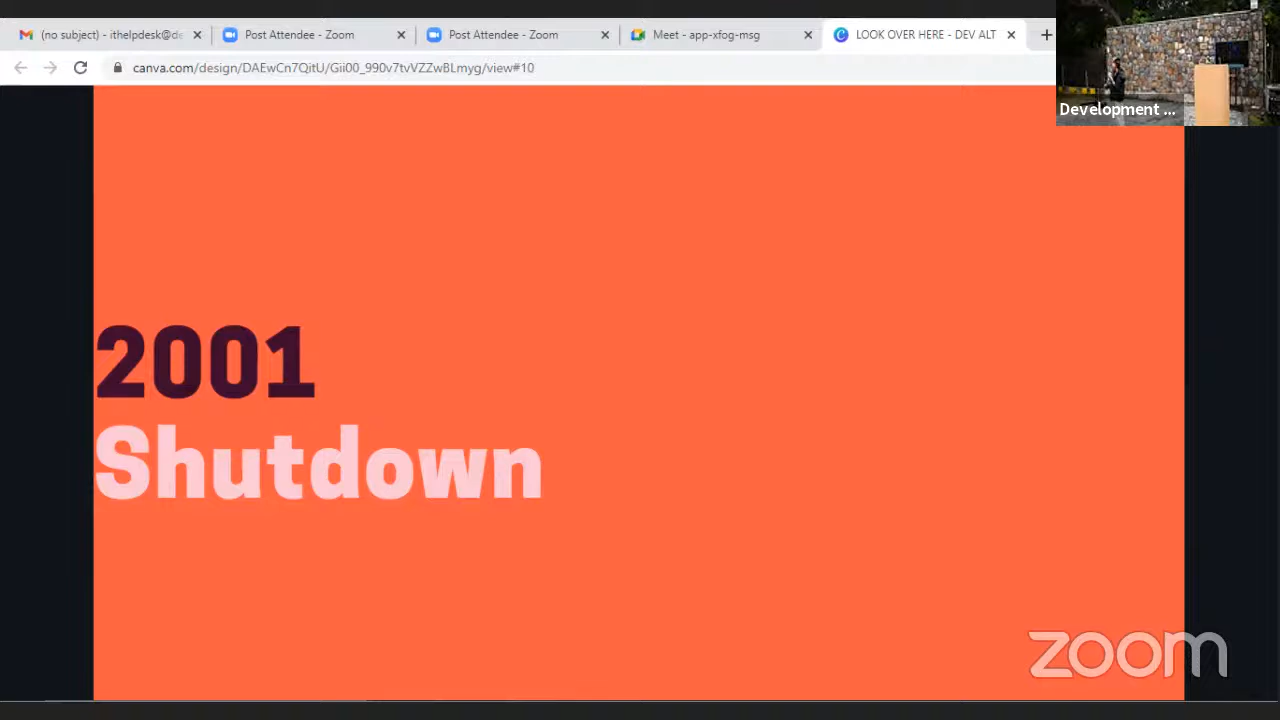 (no subject) - ithelpdesk@de
Post Attendee - Zoom
Post Attendee - Zoom
Meet - app-xfog-msg
LOOK OVER HERE - DEV ALT
canva.com/design/DAEwCn7QitU/Gii00_990v7tvVZZwBLmyg/view#10
Development ...
2001
Shutdown
zoom